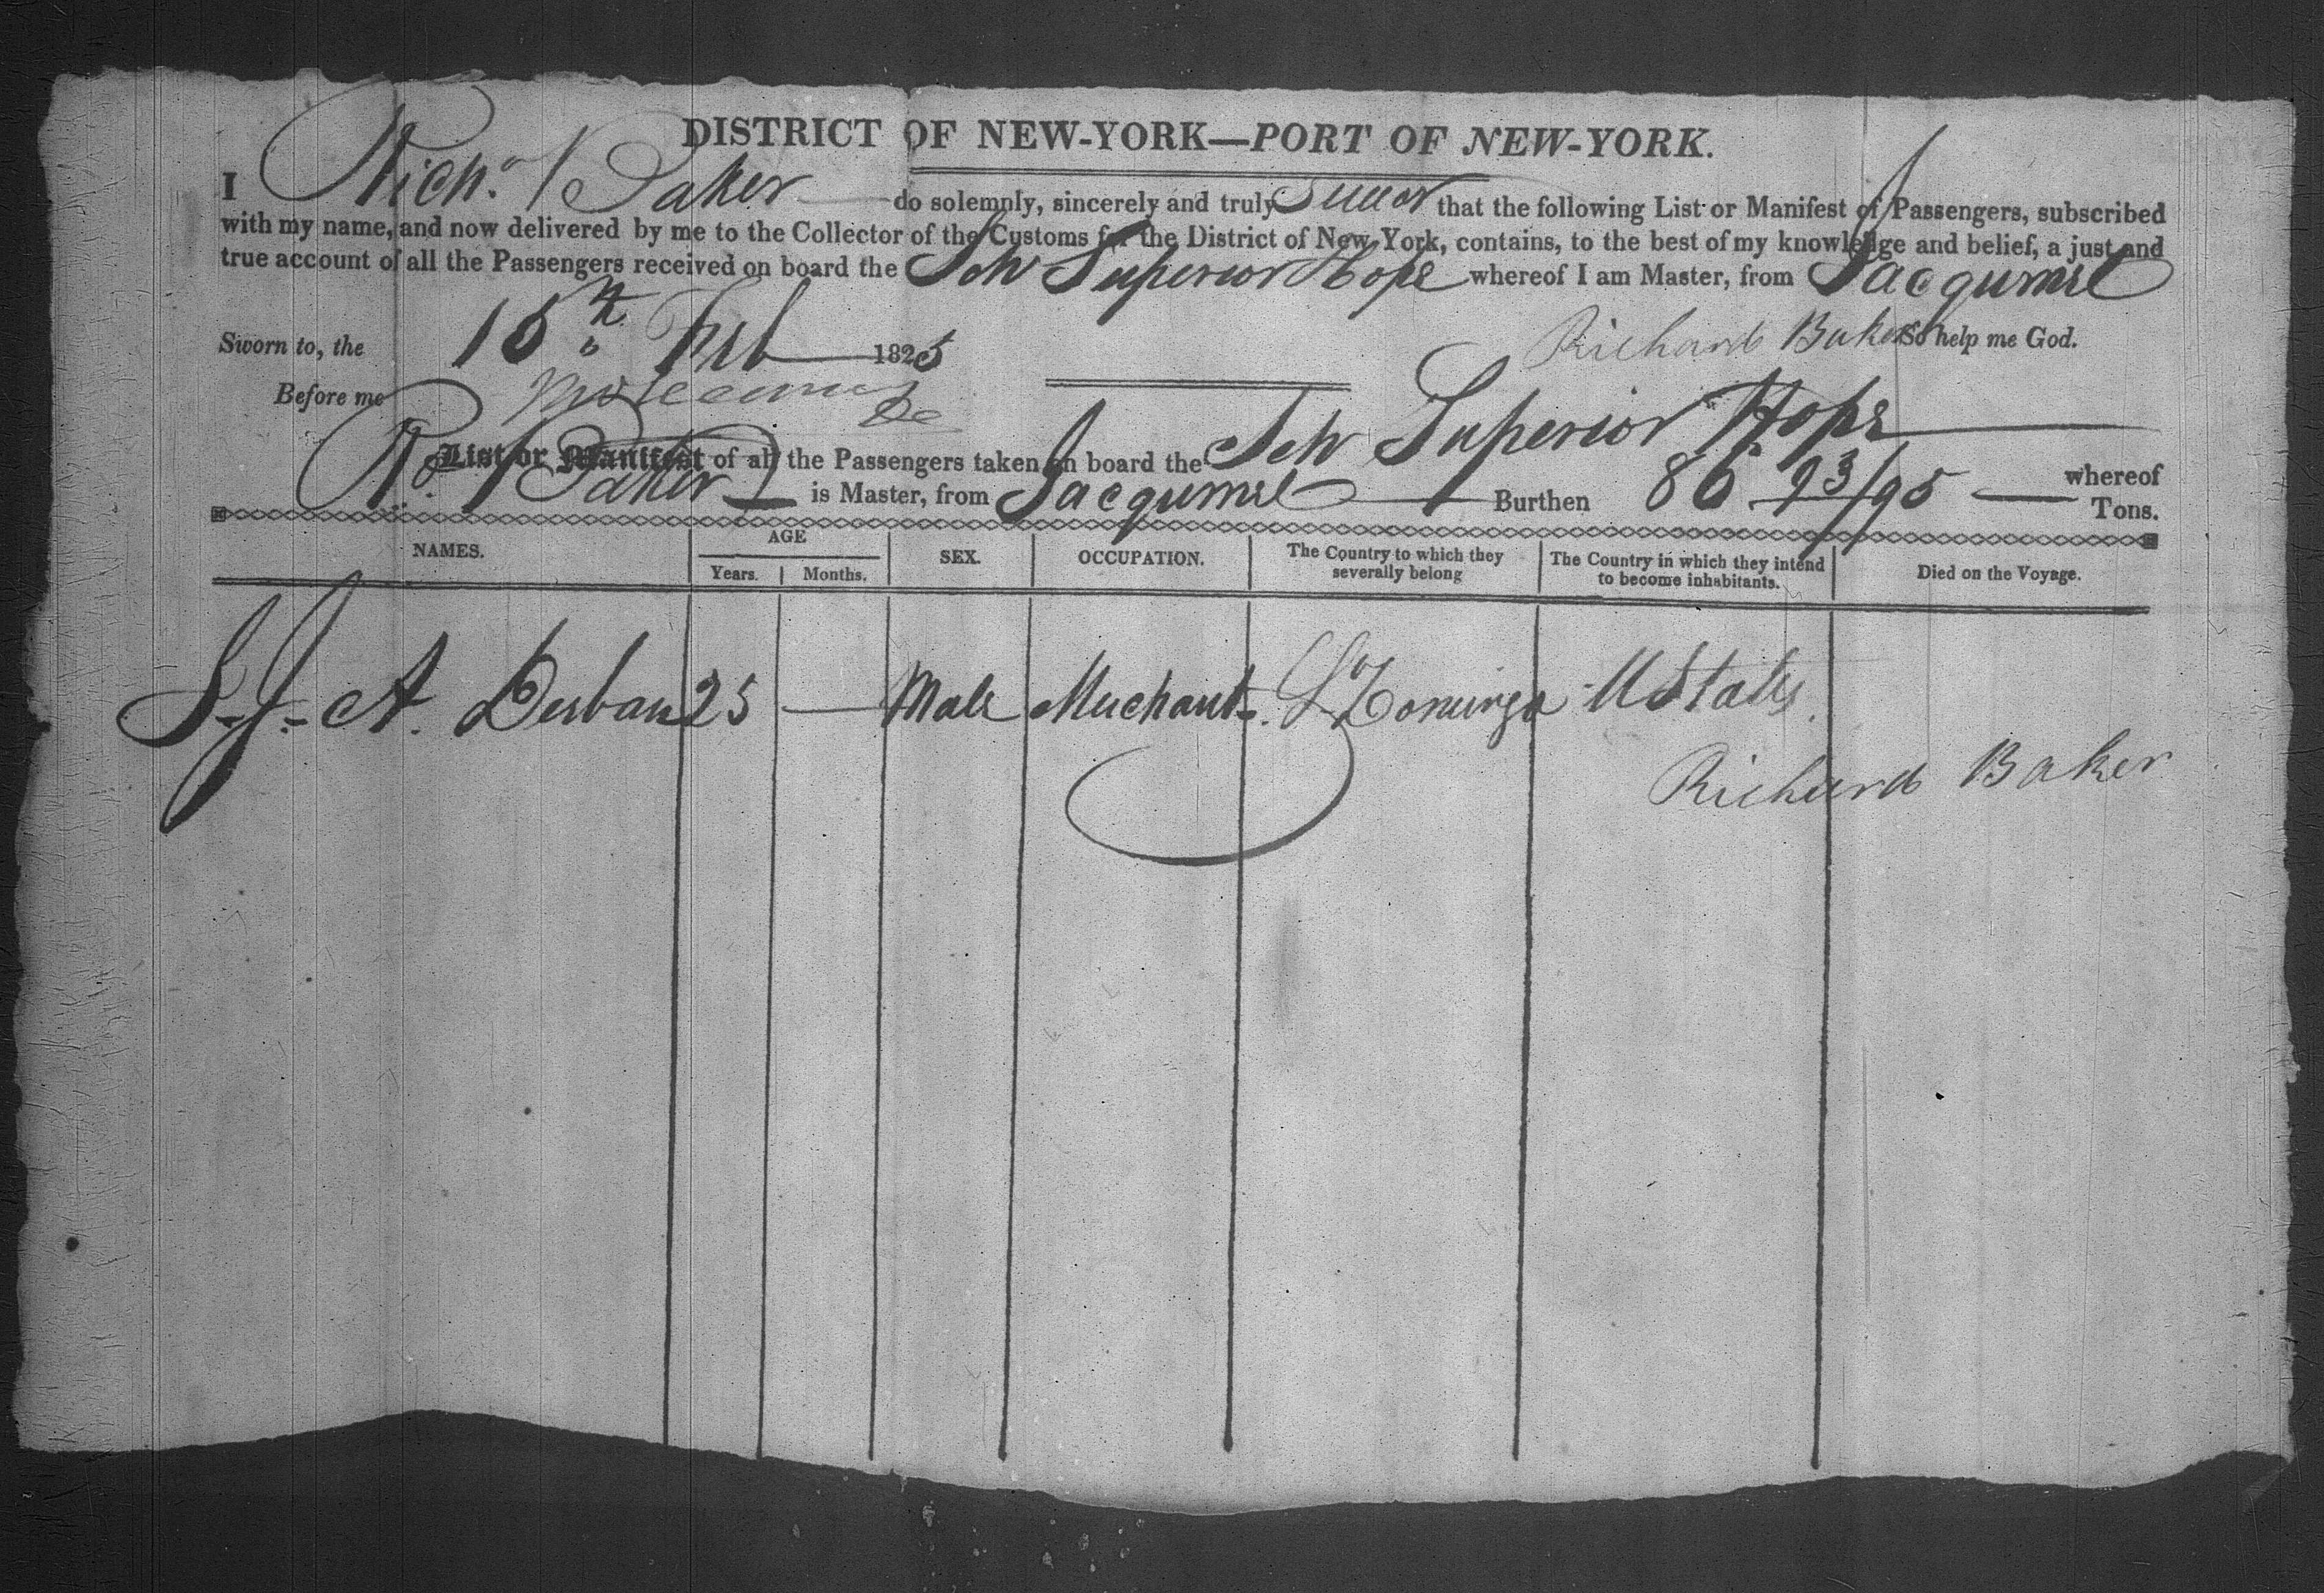 DISTRICT OF NEW-YORK—PORT OF NEW-YORK.
I Richd. Baker do solemnly, sincerely and truly Swear that the following List or Manifest of Passengers, subscribed
with my name, and now delivered by me to the Collector of the Customs for the District of New York, contains, to the best of my knowledge and belief, a just and
true account of all the Passengers received on board the Sch Superior Hope whereof I am Master, from Jacqumel
Richard Baker So help me God.
Sworn to, the 15th Feb 1825
Before me
List or Manifest of all the Passengers taken on board the Sch Superior Hope whereof
Rd. Baker is Master, from Jacqumel Burthen 86 93/95 Tons.
NAMES. AGE Years. Months. SEX. OCCUPATION. The Country to which they severally belong The Country in which they intend to become inhabitants. Died on the Voyage.
S. J. A. Durban 25 — Male Merchant St Domingo U States
Richard Baker